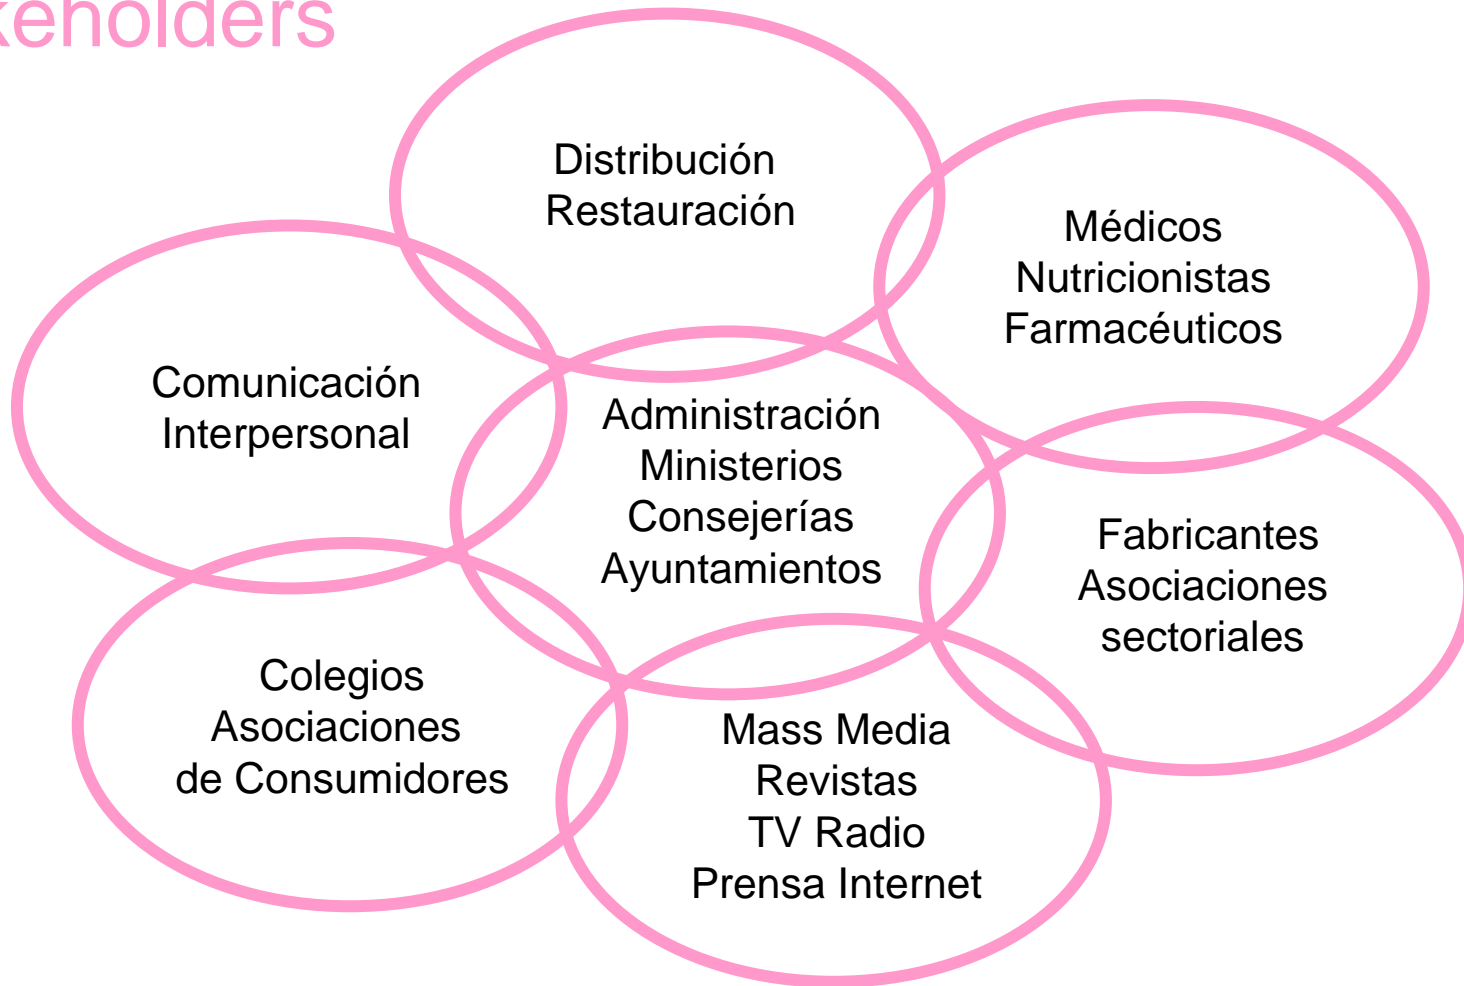 keholders
Distribución
Restauración
Médicos
Nutricionistas
Farmacéuticos
Comunicación
Interpersonal
Administración
Ministerios
Consejerías
Ayuntamientos
Fabricantes
Asociaciones
sectoriales
Colegios
Asociaciones
de Consumidores
Mass Media
Revistas
TV Radio
Prensa Internet